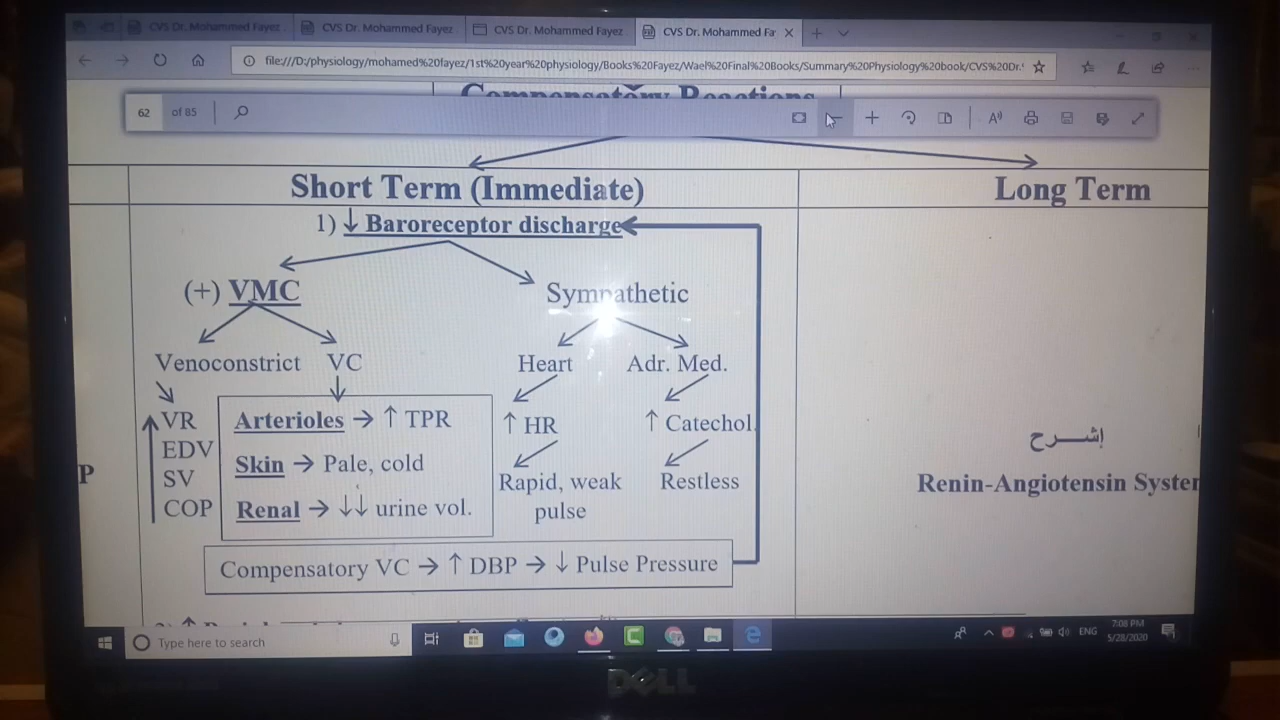 CVS Dr. Mohammed Fayez
CVS Dr. Mohammed Fayez
CVS Dr. Mohammed Fayez
CVS Dr. Mohammed Fa
file:///D:/physiology/mohamed%20fayez/1st%20year%20physiology/Books%20Fayez/Wael%20Final%20Books/Summary%20Physiology%20book/CVS%20Dr.
Compensatory Reactions
62 of 85
Short Term (Immediate)
Long Term
1) ↓ Baroreceptor discharge
(+) VMC
Sympathetic
Venoconstrict VC
Heart Adr. Med.
VR
EDV
SV
COP
Arterioles → ↑ TPR
Skin → Pale, cold
Renal → ↓↓ urine vol.
↑ HR
↑ Catechol.
Rapid, weak
pulse
Restless
P
إشـــرح
Renin-Angiotensin System
Compensatory VC → ↑ DBP → ↓ Pulse Pressure
Type here to search
ENG
7:08 PM
5/28/2020
DELL